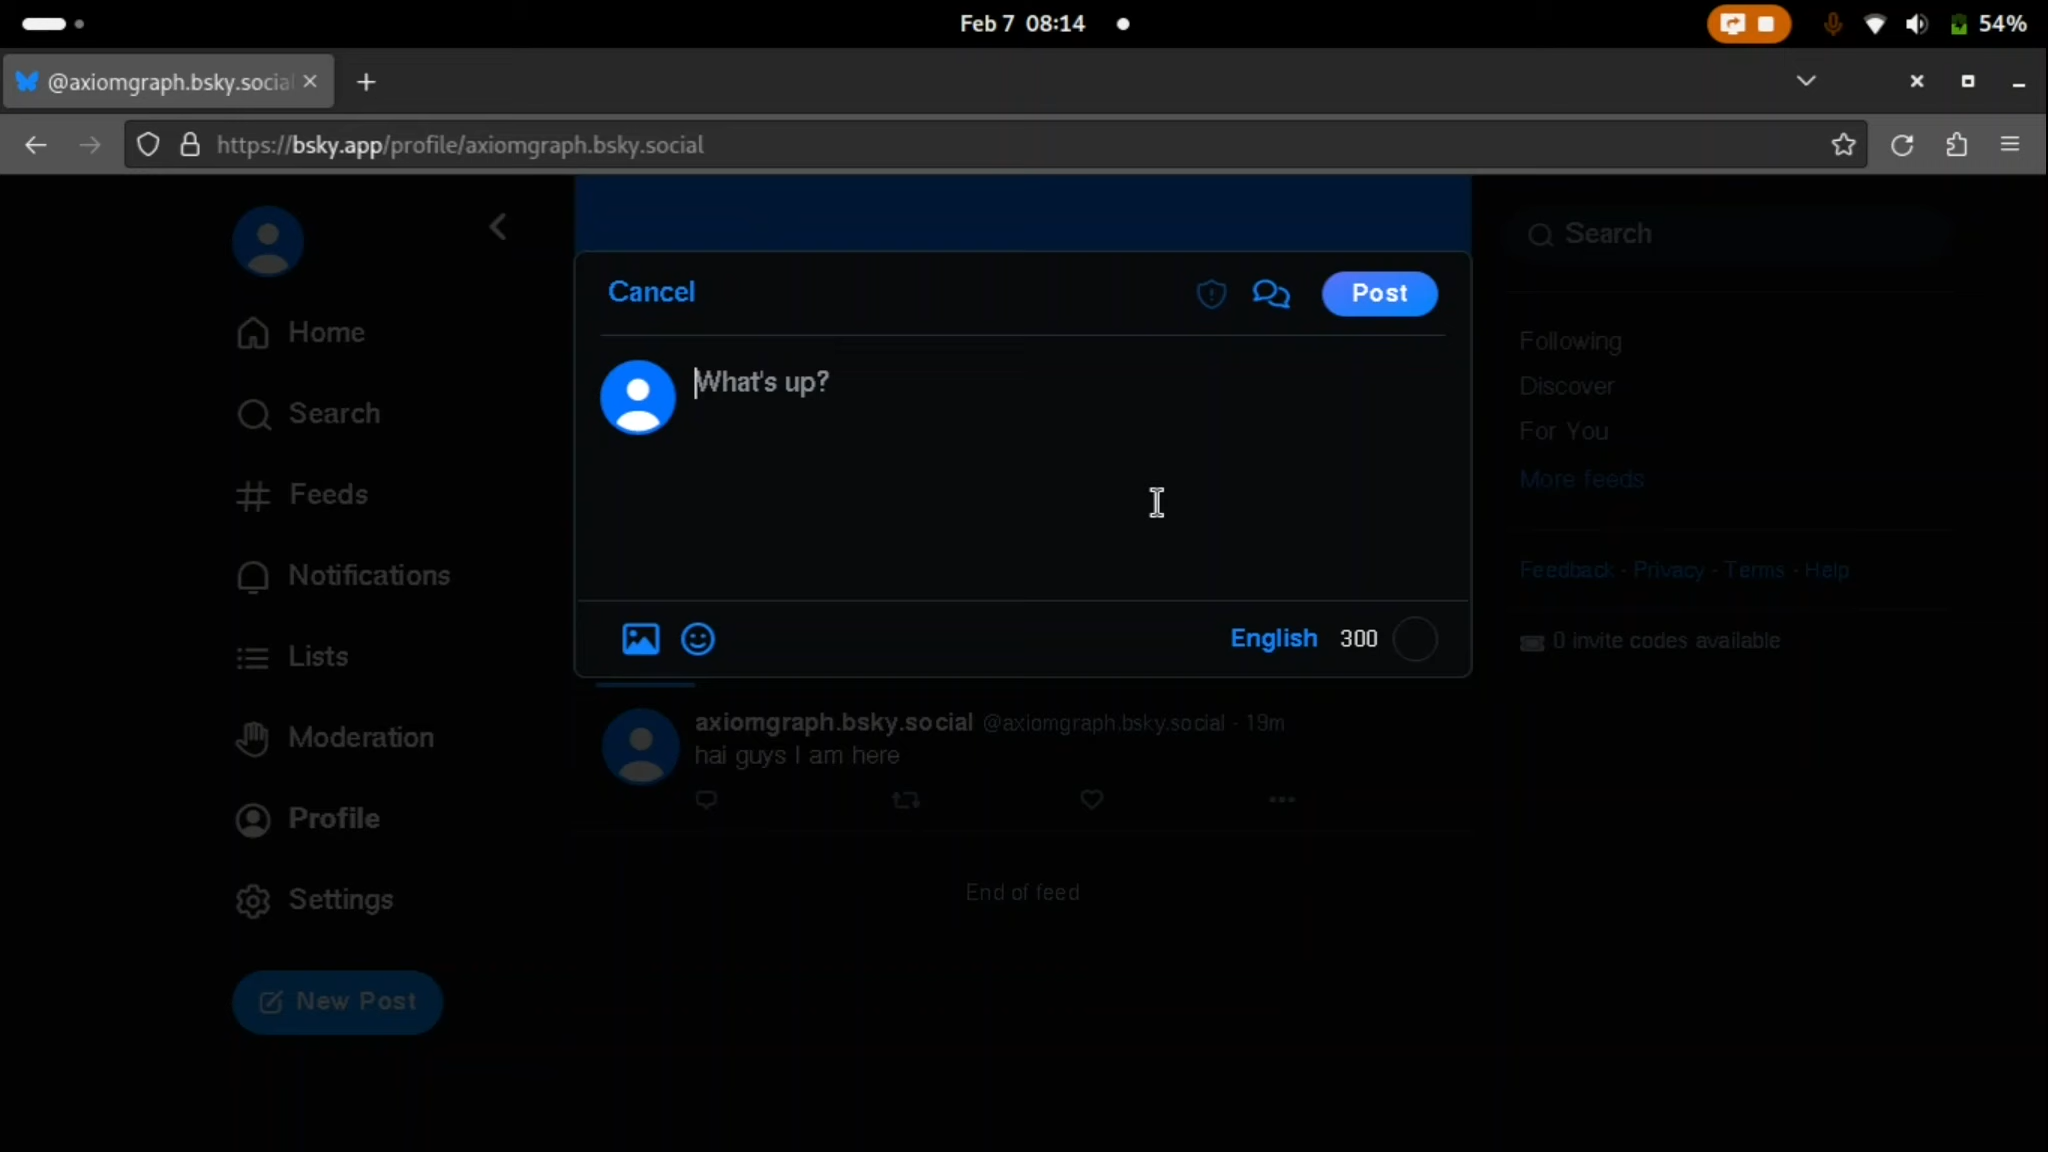 Feb 7 08:14
54%
@axiomgraph.bsky.social
https://bsky.app/profile/axiomgraph.bsky.social
Home
Search
Feeds
Notifications
Lists
Moderation
Profile
Settings
New Post
Cancel
Post
What's up?
English 300
axiomgraph.bsky.social @axiomgraph.bsky.social · 19m
hai guys I am here
End of feed
Search
Following
Discover
For You
More feeds
Feedback · Privacy · Terms · Help
0 invite codes available